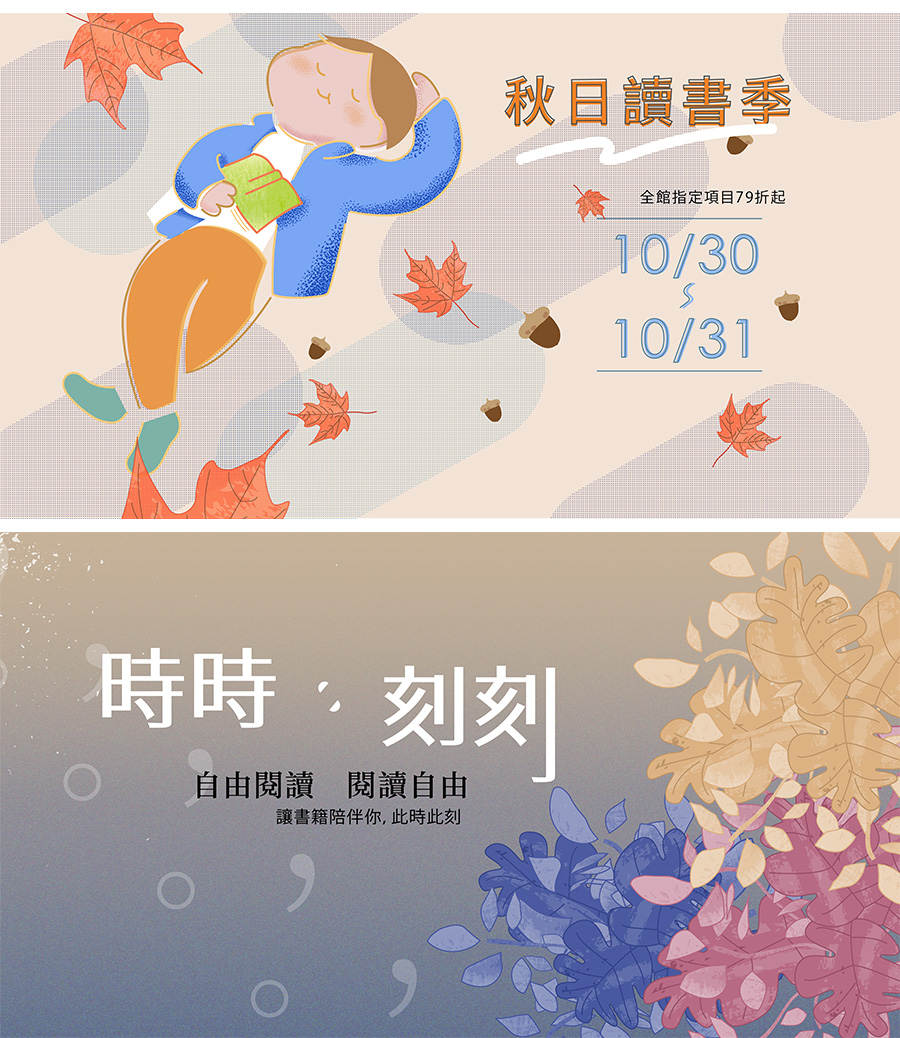 秋日讀書季
全館指定項目79折起
10/30
~
10/31
時時、刻刻
自由閱讀 閱讀自由
讓書籍陪伴你, 此時此刻